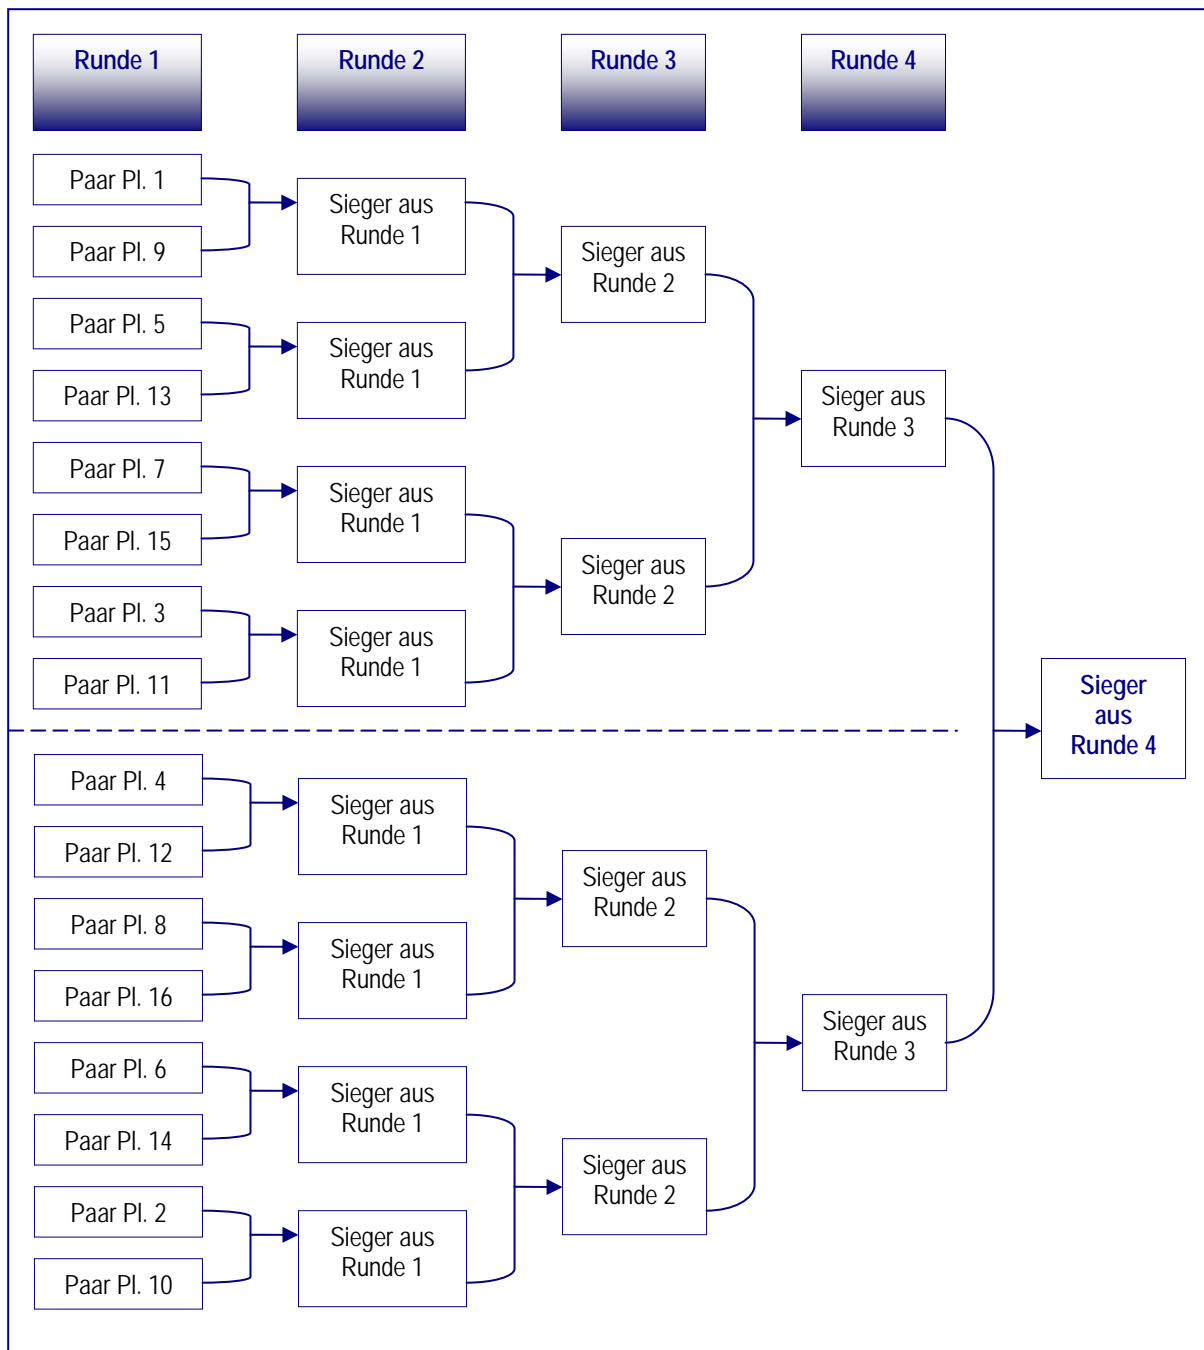 Runde 1
Runde 2
Runde 3
Runde 4
Paar Pl. 1
Paar Pl. 9
Paar Pl. 5
Paar Pl. 13
Paar Pl. 7
Paar Pl. 15
Paar Pl. 3
Paar Pl. 11
Paar Pl. 4
Paar Pl. 12
Paar Pl. 8
Paar Pl. 16
Paar Pl. 6
Paar Pl. 14
Paar Pl. 2
Paar Pl. 10
Sieger aus
Runde 1
Sieger aus
Runde 1
Sieger aus
Runde 1
Sieger aus
Runde 1
Sieger aus
Runde 1
Sieger aus
Runde 1
Sieger aus
Runde 1
Sieger aus
Runde 1
Sieger aus
Runde 2
Sieger aus
Runde 2
Sieger aus
Runde 2
Sieger aus
Runde 2
Sieger aus
Runde 3
Sieger aus
Runde 3
Sieger
aus
Runde 4